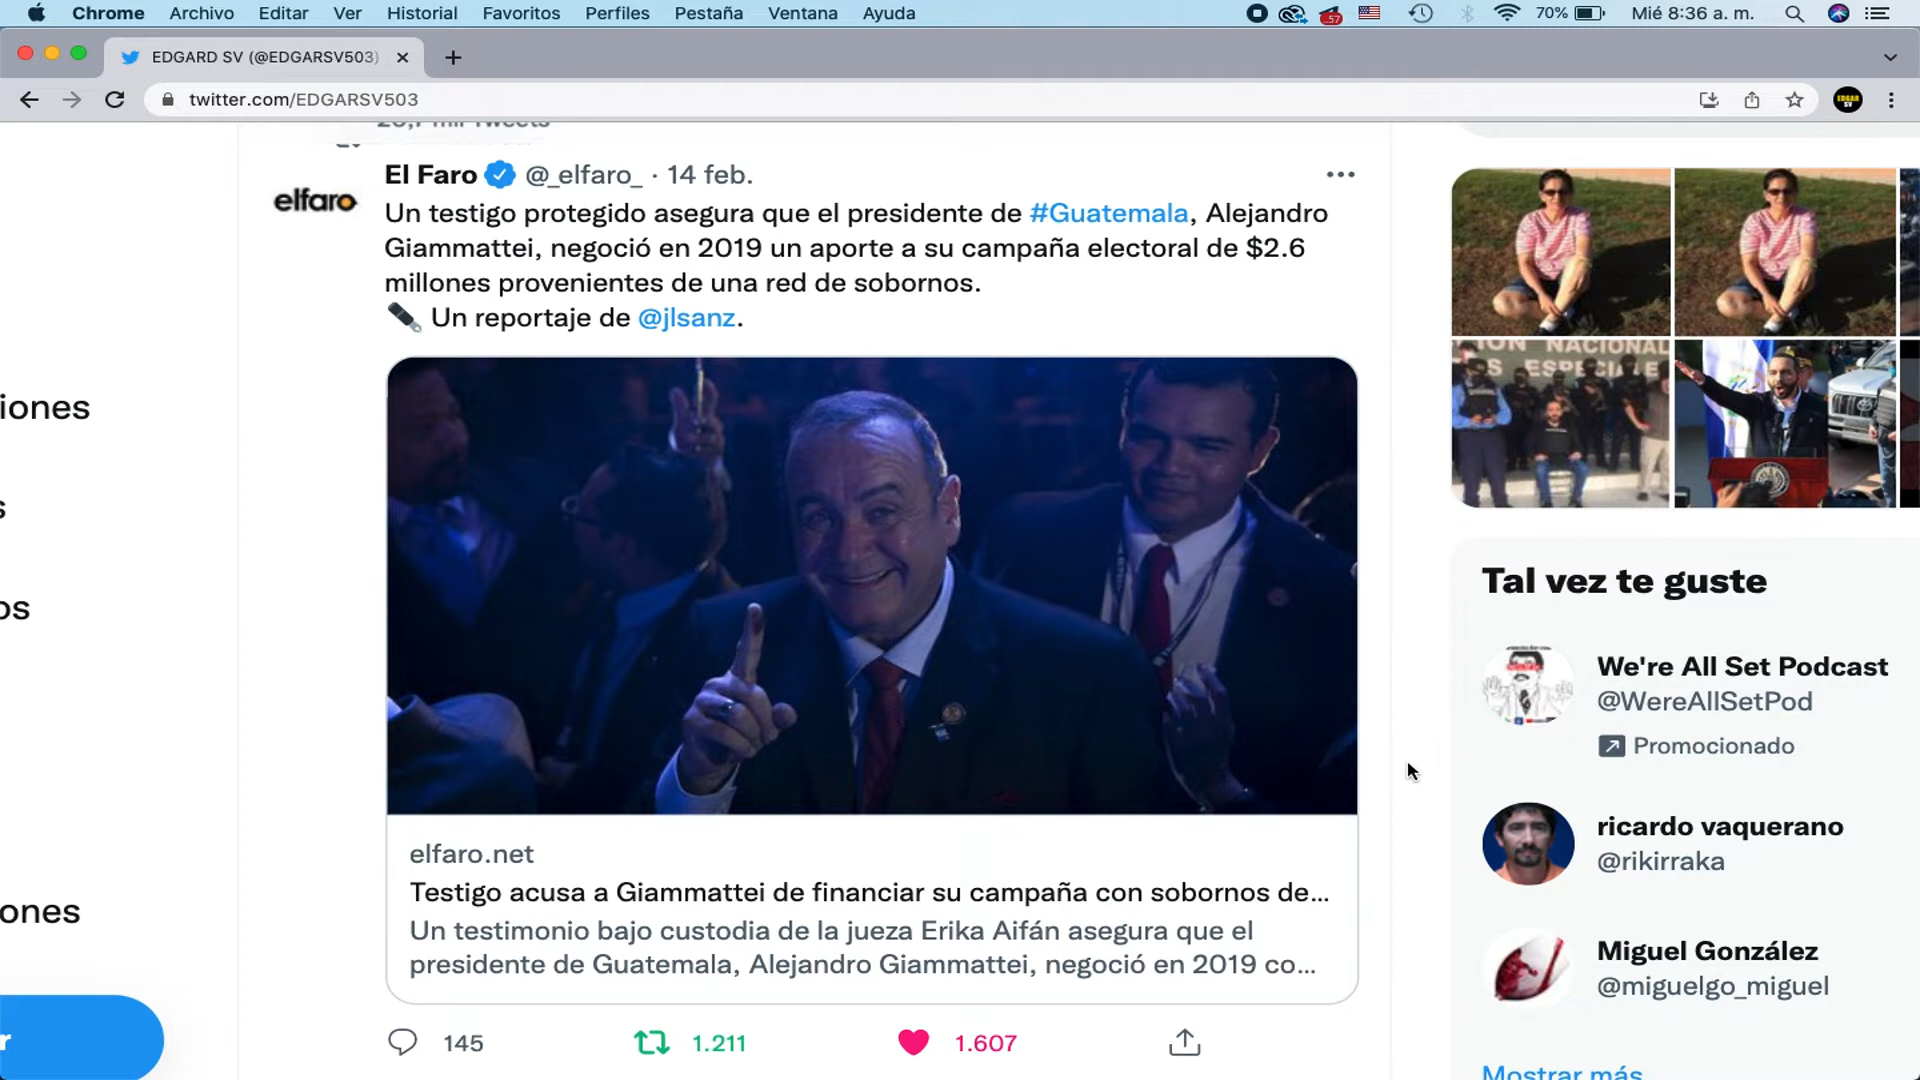 Chrome Archivo Editar Ver Historial Favoritos Perfiles Pestaña Ventana Ayuda
57 70% Mié 8:36 a. m.
EDGARD SV (@EDGARSV503)
twitter.com/EDGARSV503
EDGAR SV
El Faro @_elfaro_ · 14 feb.
elfaro
Un testigo protegido asegura que el presidente de #Guatemala, Alejandro
Giammattei, negoció en 2019 un aporte a su campaña electoral de $2.6
millones provenientes de una red de sobornos.
Un reportaje de @jlsanz.
elfaro.net
Testigo acusa a Giammattei de financiar su campaña con sobornos de...
Un testimonio bajo custodia de la jueza Erika Aifán asegura que el
presidente de Guatemala, Alejandro Giammattei, negoció en 2019 co...
145 1.211 1.607
iones
s
os
ones
r
ION NACIONAL
S ESPECIALE
Tal vez te guste
We're All Set Podcast
@WereAllSetPod
Promocionado
ricardo vaquerano
@rikirraka
Miguel González
@miguelgo_miguel
Mostrar más